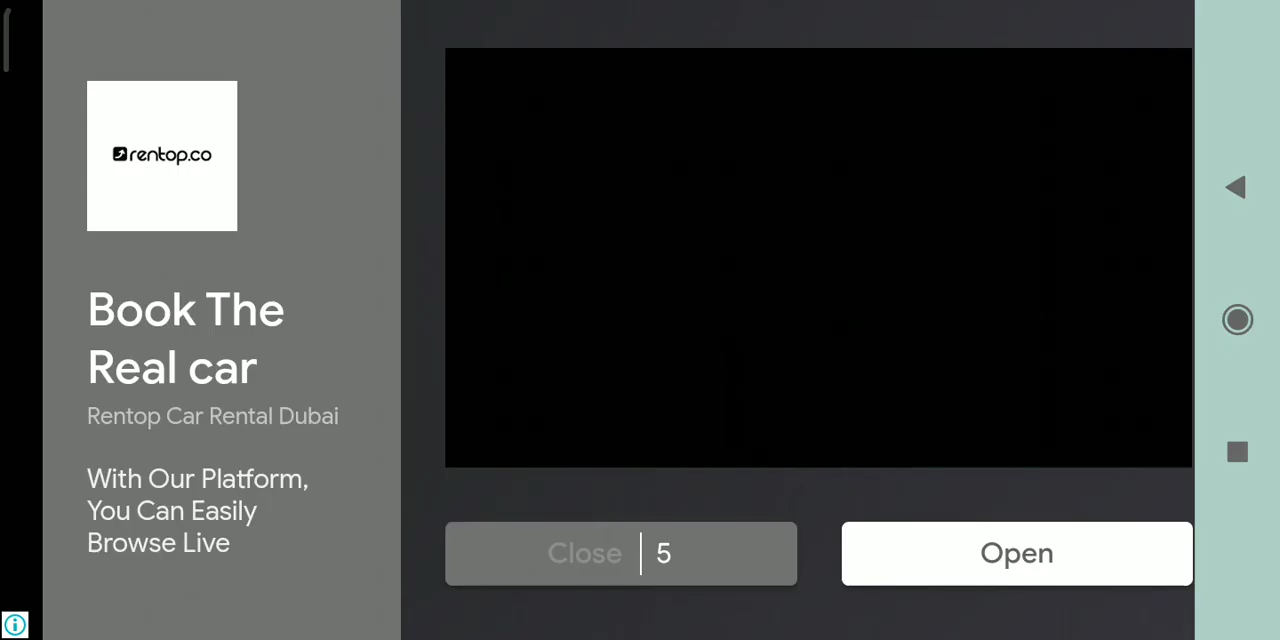 rentop.co
Book The
Real car
Rentop Car Rental Dubai
With Our Platform,
You Can Easily
Browse Live
Close 5
Open